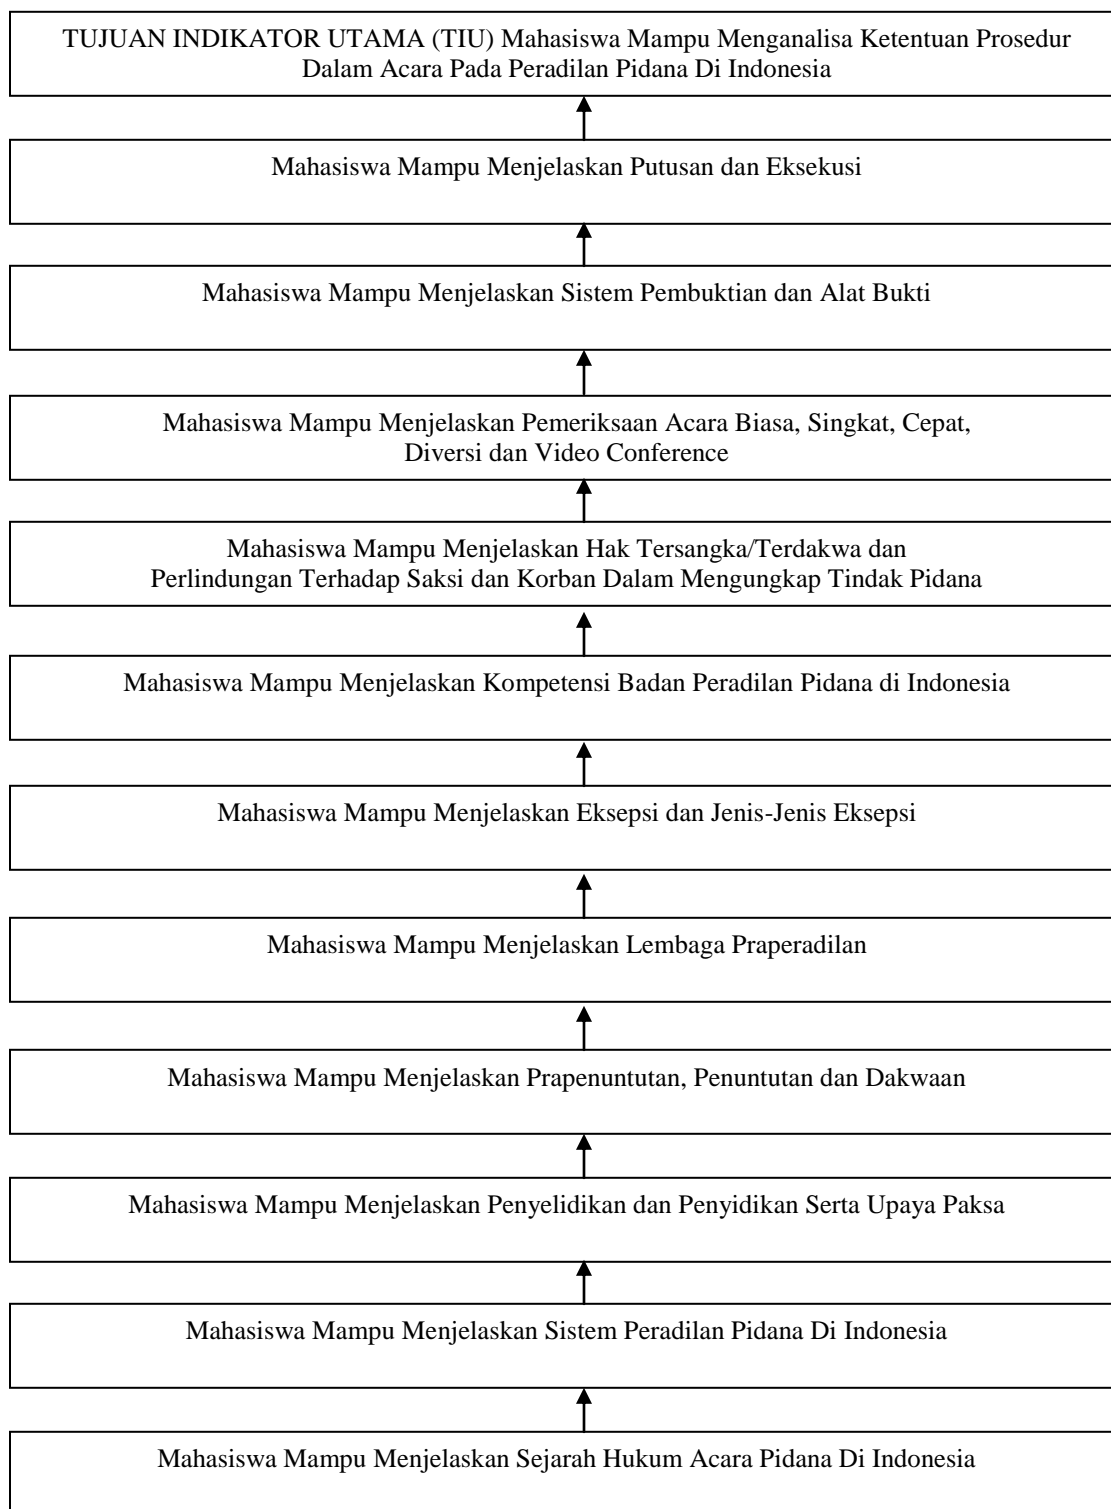 TUJUAN INDIKATOR UTAMA (TIU) Mahasiswa Mampu Menganalisa Ketentuan Prosedur
Dalam Acara Pada Peradilan Pidana Di Indonesia
Mahasiswa Mampu Menjelaskan Putusan dan Eksekusi
Mahasiswa Mampu Menjelaskan Sistem Pembuktian dan Alat Bukti
Mahasiswa Mampu Menjelaskan Pemeriksaan Acara Biasa, Singkat, Cepat,
Diversi dan Video Conference
Mahasiswa Mampu Menjelaskan Hak Tersangka/Terdakwa dan
Perlindungan Terhadap Saksi dan Korban Dalam Mengungkap Tindak Pidana
Mahasiswa Mampu Menjelaskan Kompetensi Badan Peradilan Pidana di Indonesia
Mahasiswa Mampu Menjelaskan Eksepsi dan Jenis-Jenis Eksepsi
Mahasiswa Mampu Menjelaskan Lembaga Praperadilan
Mahasiswa Mampu Menjelaskan Prapenuntutan, Penuntutan dan Dakwaan
Mahasiswa Mampu Menjelaskan Penyelidikan dan Penyidikan Serta Upaya Paksa
Mahasiswa Mampu Menjelaskan Sistem Peradilan Pidana Di Indonesia
Mahasiswa Mampu Menjelaskan Sejarah Hukum Acara Pidana Di Indonesia